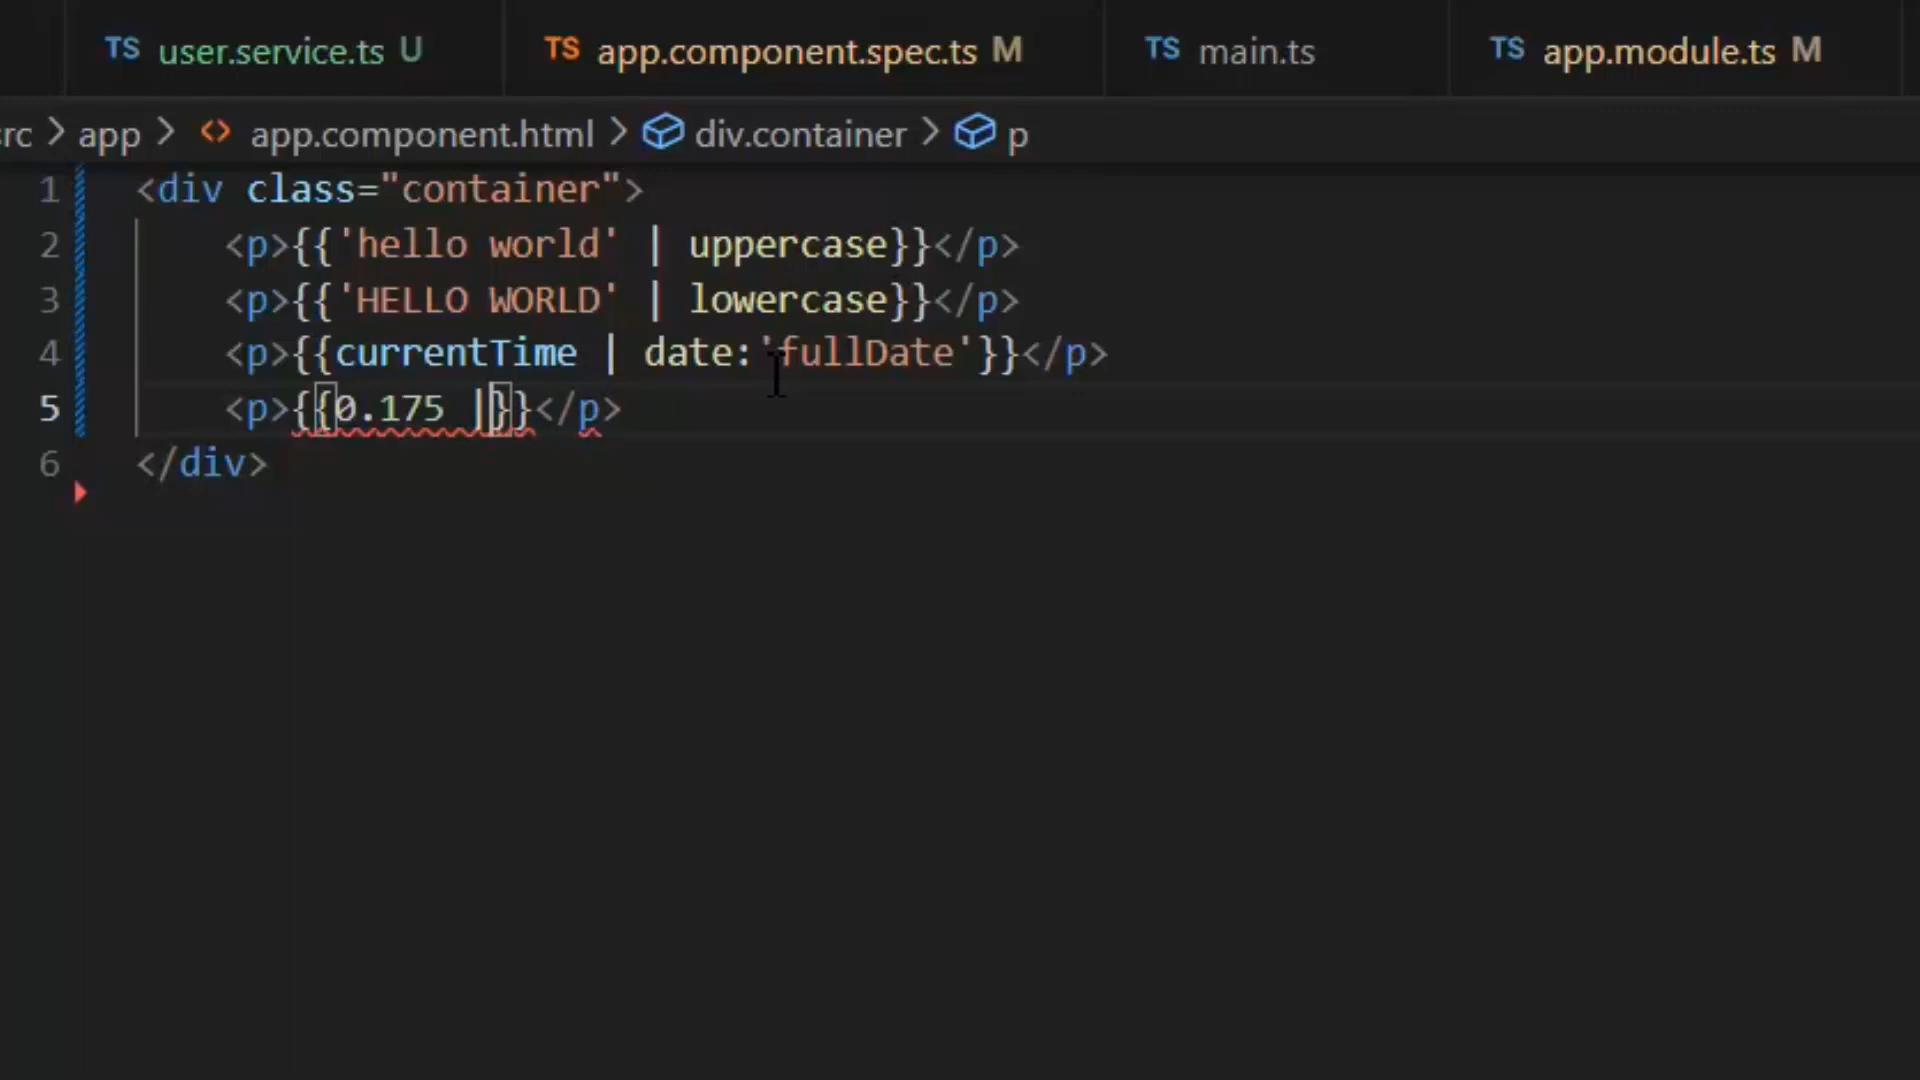 TS user.service.ts U TS app.component.spec.ts M TS main.ts TS app.module.ts M
rc > app > <> app.component.html > div.container > p
1 <div class="container">
2 <p>{{'hello world' | uppercase}}</p>
3 <p>{{'HELLO WORLD' | lowercase}}</p>
4 <p>{{currentTime | date:'fullDate'}}</p>
5 <p>{{0.175 |}}</p>
6 </div>